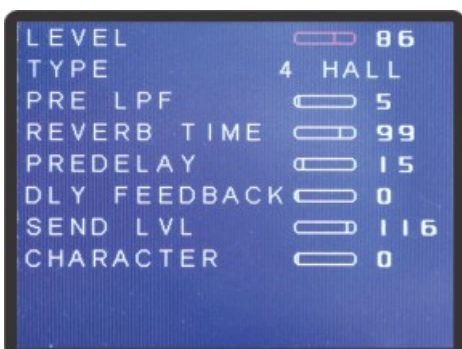 LEVEL 86
TYPE 4 HALL
PRE LPF 5
REVERB TIME 99
PREDELAY 15
DLY FEEDBACK 0
SEND LVL 116
CHARACTER 0